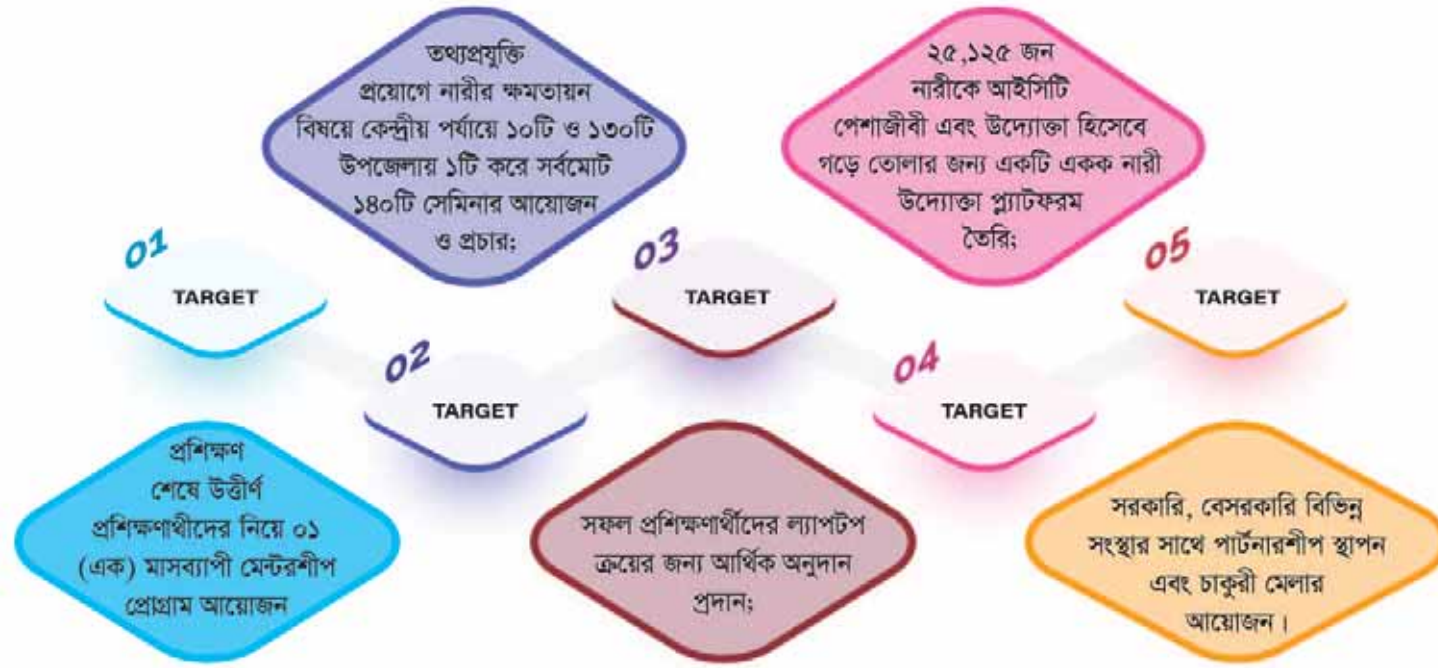 01
TARGET
প্রশিক্ষণ
শেষে উত্তীর্ণ
প্রশিক্ষণার্থীদের নিয়ে ০১
(এক) মাসব্যাপী মেন্টরশীপ
প্রোগ্রাম আয়োজন
02
TARGET
তথ্যপ্রযুক্তি
প্রয়োগে নারীর ক্ষমতায়ন
বিষয়ে কেন্দ্রীয় পর্যায়ে ১০টি ও ১৩০টি
উপজেলায় ১টি করে সর্বমোট
১৪০টি সেমিনার আয়োজন
ও প্রচার;
03
TARGET
সফল প্রশিক্ষণার্থীদের ল্যাপটপ
ক্রয়ের জন্য আর্থিক অনুদান
প্রদান;
04
TARGET
২৫,১২৫ জন
নারীকে আইসিটি
পেশাজীবী এবং উদ্যোক্তা হিসেবে
গড়ে তোলার জন্য একটি একক নারী
উদ্যোক্তা প্ল্যাটফরম
তৈরি;
05
TARGET
সরকারি, বেসরকারি বিভিন্ন
সংস্থার সাথে পার্টনারশীপ স্থাপন
এবং চাকুরী মেলার
আয়োজন।